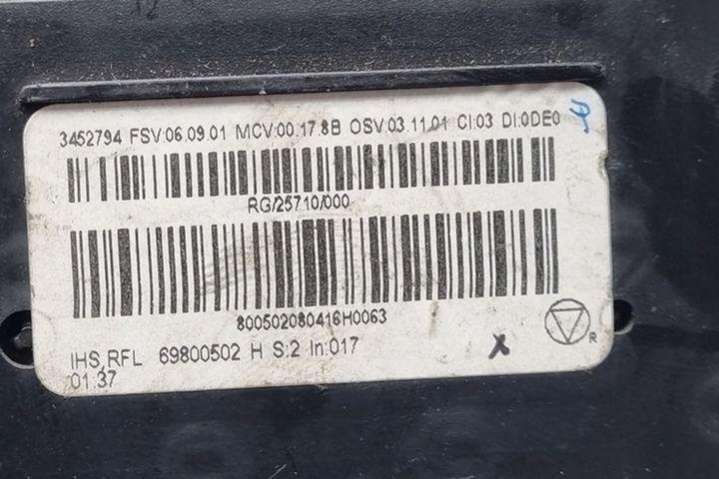 3452794 FSV:06.09.01 MCV:00.17.8B OSV:03.11.01 CI:03 DI:0DE0
RG/25710/000
800502080416H0063
IHS RFL 69800502 H S:2 In:017
01:37
X
R